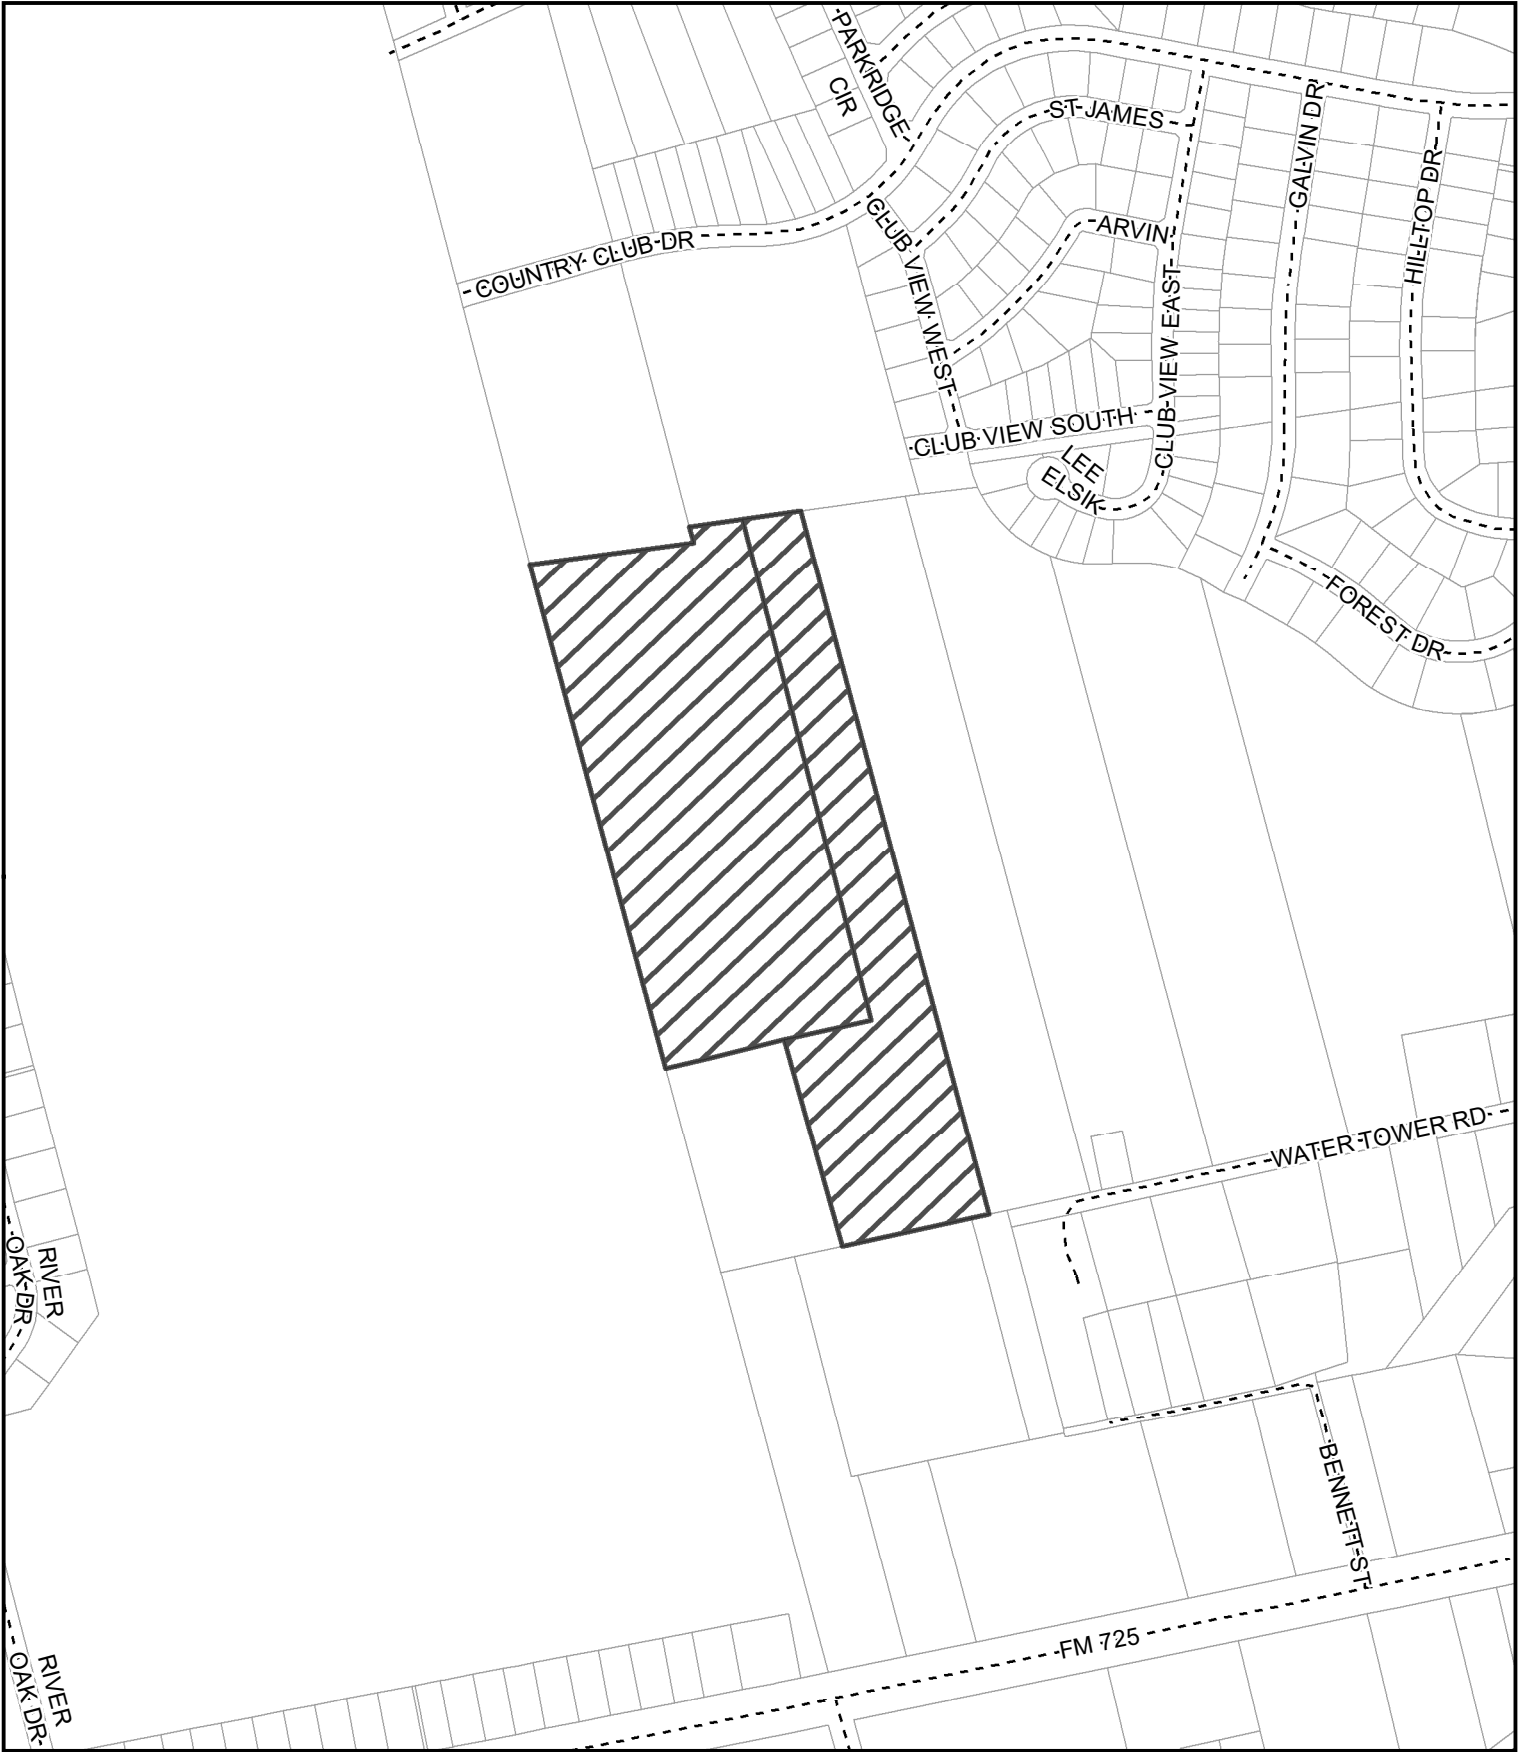 PARKRIDGE
CIR
ST JAMES
GALVIN DR
HILLTOP DR
CLUB VIEW WEST
ARVIN
COUNTRY CLUB DR
CLUB VIEW EAST
CLUB VIEW SOUTH
LEE
ELSIK
FOREST DR
WATER TOWER RD
RIVER
OAK DR
BENNETT ST
FM 725
RIVER
OAK DR